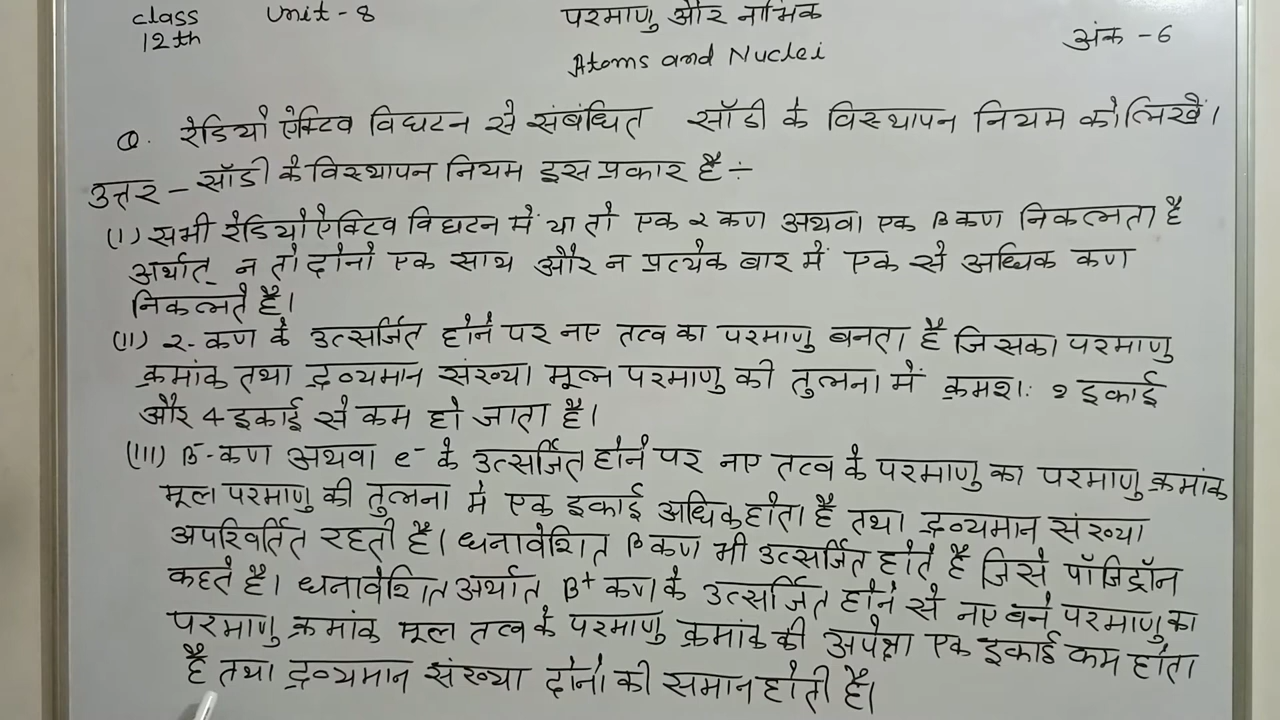 class 12th Unit - 8 परमाणु और नाभिक अंक - 6
Atoms and Nuclei
Q. रेडियो ऐक्टिव विघटन से संबंधित सॉडी के विस्थापन नियम को लिखें।
उत्तर – सॉडी के विस्थापन नियम इस प्रकार है ÷
(I) सभी रेडियोऐक्टिव विघटन में या तो एक α कण अथवा एक β कण निकलता है
अर्थात् न तो दोनो एक साथ और न प्रत्येक बार में एक से अधिक कण
निकलते है।
(II) α- कण के उत्सर्जित होने पर नए तत्व का परमाणु बनता है जिसका परमाणु
क्रमांक तथा द्रव्यमान संख्या मूल परमाणु की तुलना में क्रमशः २ इकाई
और 4 इकाई से कम हो जाता है।
(III) β-कण अथवा e⁻ के उत्सर्जित होने पर नए तत्व के परमाणु का परमाणु क्रमांक
मूल परमाणु की तुलना में एक इकाई अधिक होता है तथा द्रव्यमान संख्या
अपरिवर्तित रहती है। धनावेशित β कण भी उत्सर्जित होते है जिसे पॉजिट्रॉन
कहते है। धनावेशित अर्थात β⁺ कण के उत्सर्जित होने से नए बने परमाणु का
परमाणु क्रमांक मूल तत्व के परमाणु क्रमांक की अपेक्षा एक इकाई कम होता
है तथा द्रव्यमान संख्या दोनो की समान होती है।